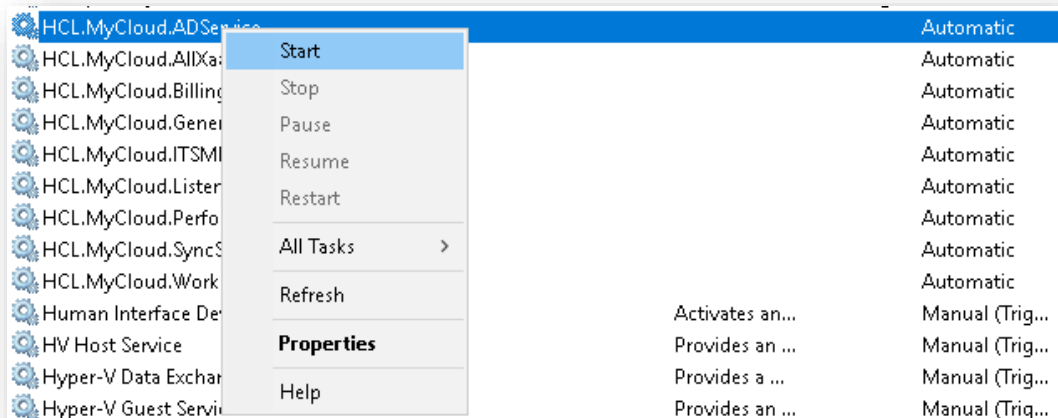 HCL.MyCloud.ADService Automatic
HCL.MyCloud.AllXaa Automatic
HCL.MyCloud.Billing Automatic
HCL.MyCloud.Gener Automatic
HCL.MyCloud.ITSM Automatic
HCL.MyCloud.Listen Automatic
HCL.MyCloud.Perfo Automatic
HCL.MyCloud.SyncS Automatic
HCL.MyCloud.Work Automatic
Human Interface De Activates an... Manual (Trig...
HV Host Service Provides an ... Manual (Trig...
Hyper-V Data Exchan Provides a ... Manual (Trig...
Hyper-V Guest Servi Provides an ... Manual (Trig...
Start
Stop
Pause
Resume
Restart
All Tasks >
Refresh
Properties
Help